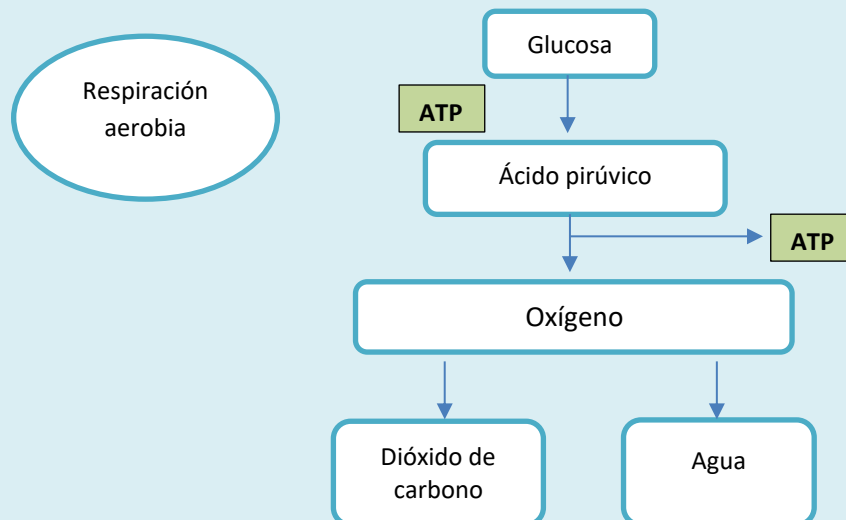 Respiración
aerobia
Glucosa
ATP
Ácido pirúvico
ATP
Oxígeno
Dióxido de
carbono
Agua